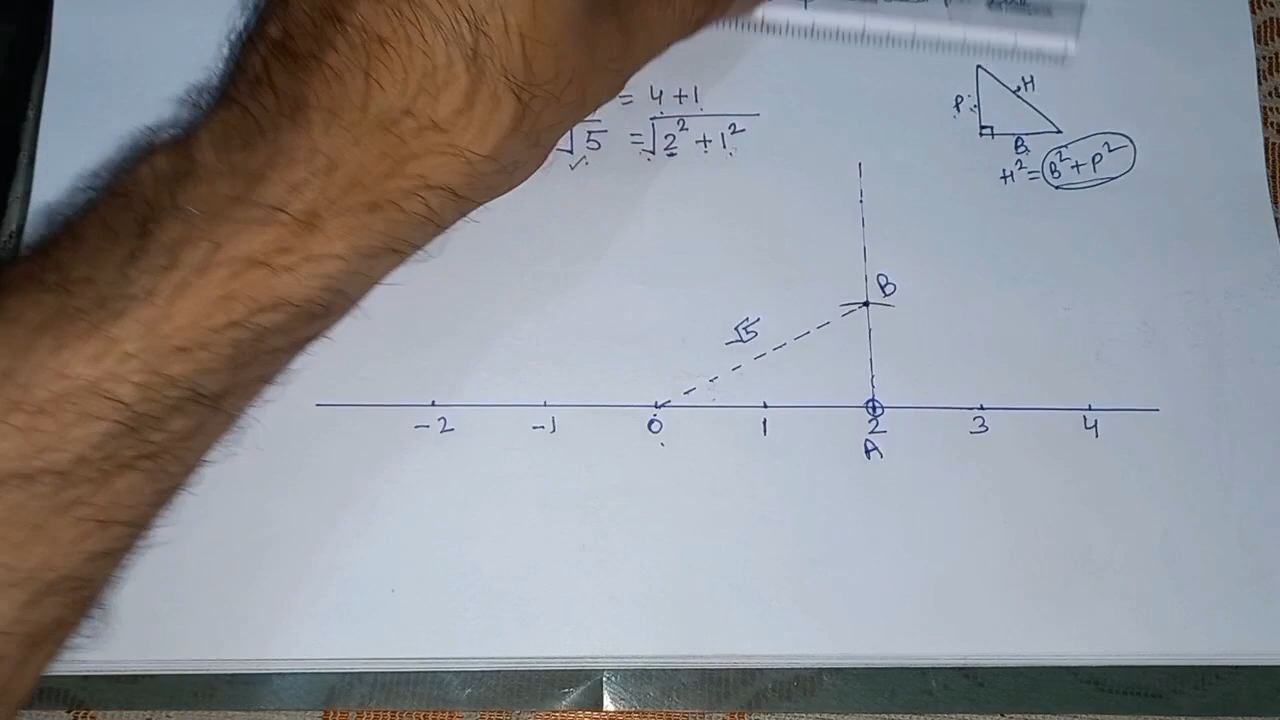 = 4+1
√5 = √2² + 1²
P
H
B
H² = B² + P²
B
√5
-2 -1 0 1 2 3 4
A